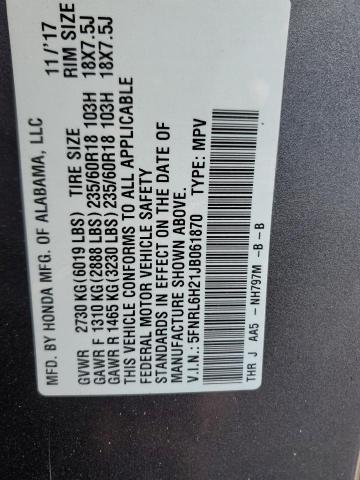 MFD. BY HONDA MFG. OF ALABAMA, LLC 11/'17
TIRE SIZE RIM SIZE
GVWR 2730 KG(6019 LBS)
GAWR F 1310 KG(2888 LBS) 235/60R18 103H 18X7.5J
GAWR R 1465 KG(3230 LBS) 235/60R18 103H 18X7.5J
THIS VEHICLE CONFORMS TO ALL APPLICABLE
FEDERAL MOTOR VEHICLE SAFETY
STANDARDS IN EFFECT ON THE DATE OF
MANUFACTURE SHOWN ABOVE.
V.I.N.: 5FNRL6H21JB061870 TYPE: MPV
THR J AA5 - NH797M -B-B